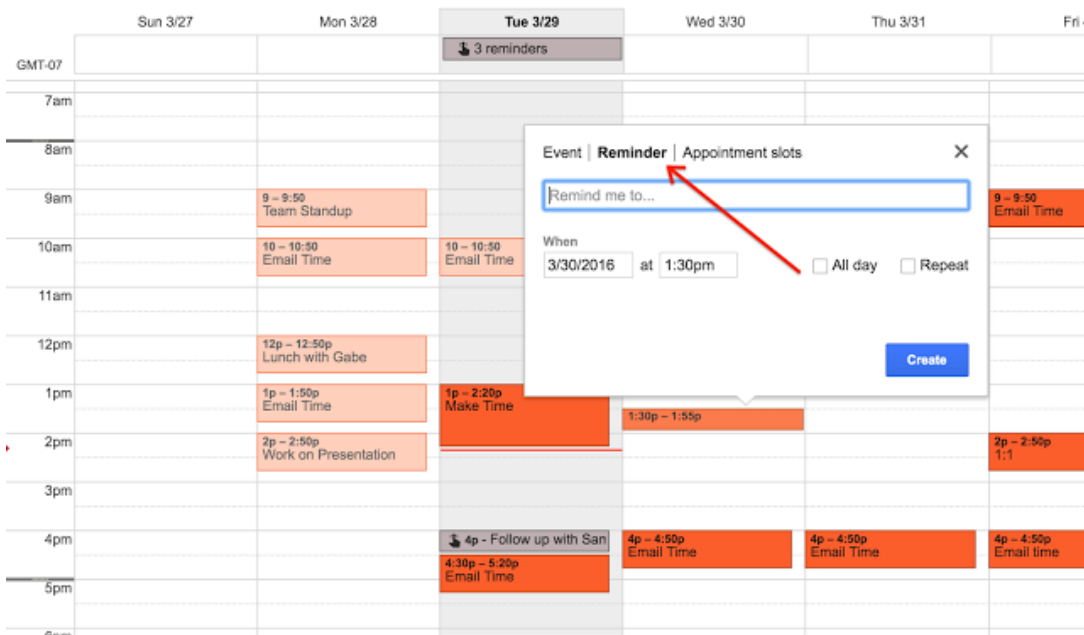 Sun 3/27 Mon 3/28 Tue 3/29 Wed 3/30 Thu 3/31 Fri
3 reminders
GMT-07
7am
8am
Event | Reminder | Appointment slots
Remind me to...
When
3/30/2016 at 1:30pm All day Repeat
Create
9am
9 – 9:50
Team Standup
9 – 9:50
Email Time
10am
10 – 10:50
Email Time
10 – 10:50
Email Time
11am
12pm
12p – 12:50p
Lunch with Gabe
1pm
1p – 1:50p
Email Time
1p – 2:20p
Make Time
1:30p – 1:55p
2pm
2p – 2:50p
Work on Presentation
2p – 2:50p
1:1
3pm
4pm
4p - Follow up with San
4p – 4:50p
Email Time
4p – 4:50p
Email Time
4p – 4:50p
Email time
4:30p – 5:20p
Email Time
5pm